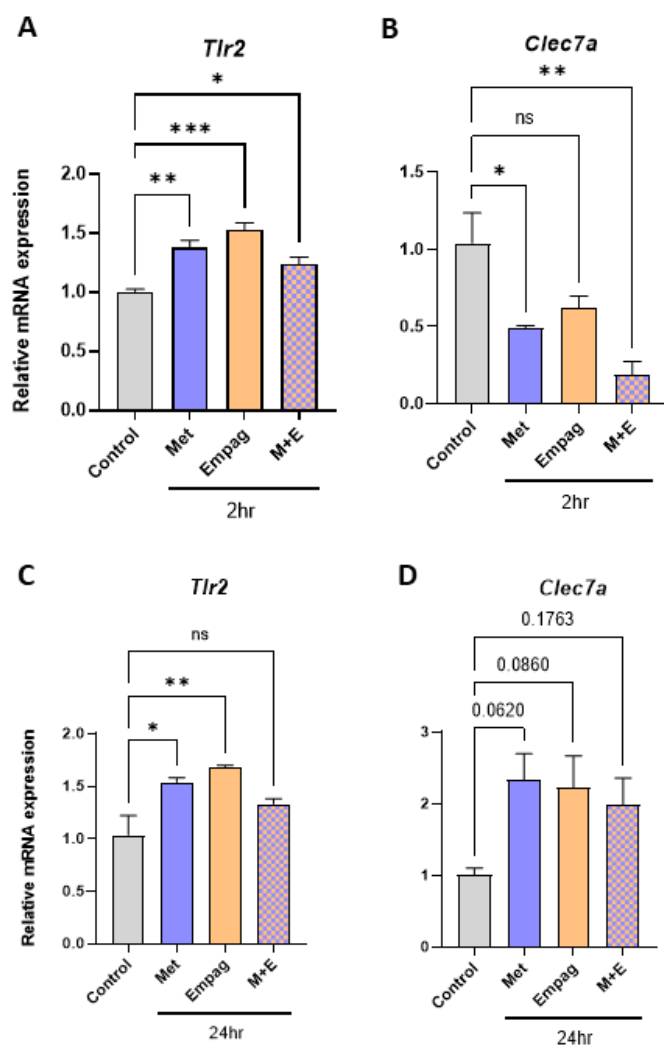 A
Tlr2
*
***
**
Relative mRNA expression
2.0
1.5
1.0
0.5
0.0
Control
Met
Empag
M+E
2hr
B
Clec7a
**
ns
*
1.5
1.0
0.5
0.0
Control
Met
Empag
M+E
2hr
C
Tlr2
ns
**
*
Relative mRNA expression
2.0
1.5
1.0
0.5
0.0
Control
Met
Empag
M+E
24hr
D
Clec7a
0.1763
0.0860
0.0620
3
2
1
0
Control
Met
Empag
M+E
24hr